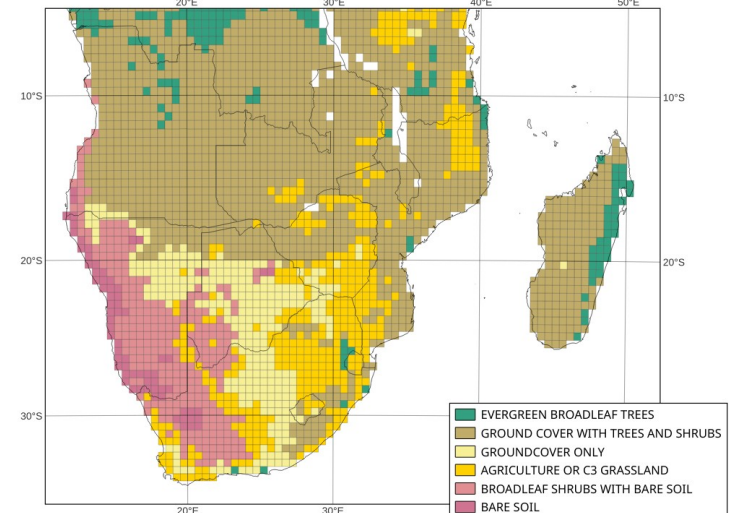 20°E 30°E 40°E 50°E
10°S 10°S
20°S 20°S
30°S
EVERGREEN BROADLEAF TREES
GROUND COVER WITH TREES AND SHRUBS
GROUNDCOVER ONLY
AGRICULTURE OR C3 GRASSLAND
BROADLEAF SHRUBS WITH BARE SOIL
BARE SOIL
20°E 30°E